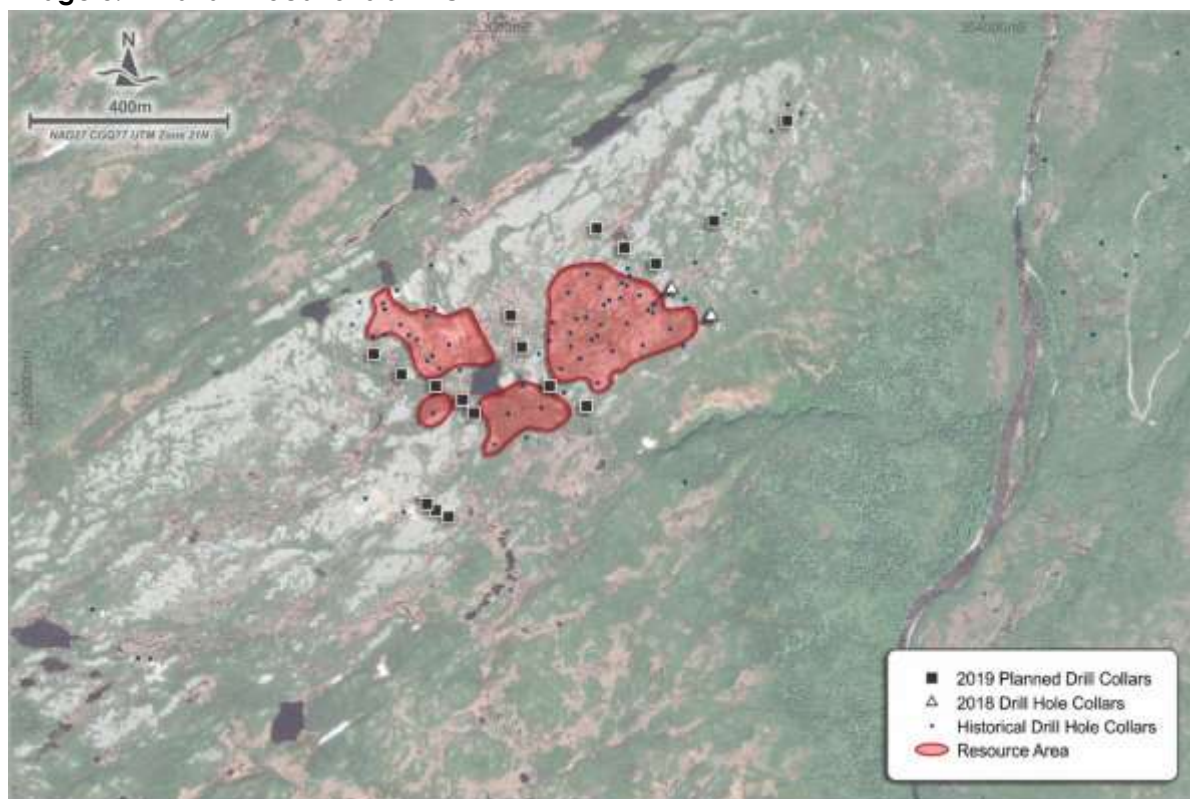 N
400m
NAD27 CGQ77 UTM Zone 21N
2019 Planned Drill Collars
2018 Drill Hole Collars
Historical Drill Hole Collars
Resource Area